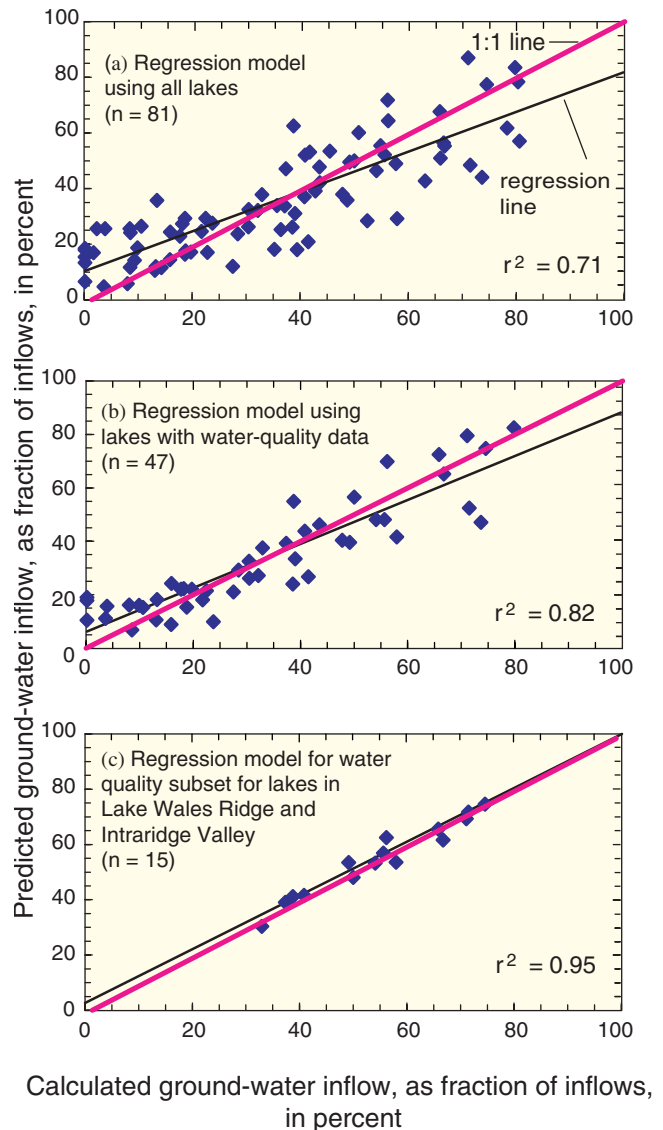 Predicted ground-water inflow, as fraction of inflows, in percent
100
80
60
40
20
0
(a) Regression model
using all lakes
(n = 81)
1:1 line
regression
line
r² = 0.71
0 20 40 60 80 100
100
80
60
40
20
0
(b) Regression model using
lakes with water-quality data
(n = 47)
r² = 0.82
0 20 40 60 80 100
100
80
60
40
20
0
(c) Regression model for water
quality subset for lakes in
Lake Wales Ridge and
Intraridge Valley
(n = 15)
r² = 0.95
0 20 40 60 80 100
Calculated ground-water inflow, as fraction of inflows,
in percent